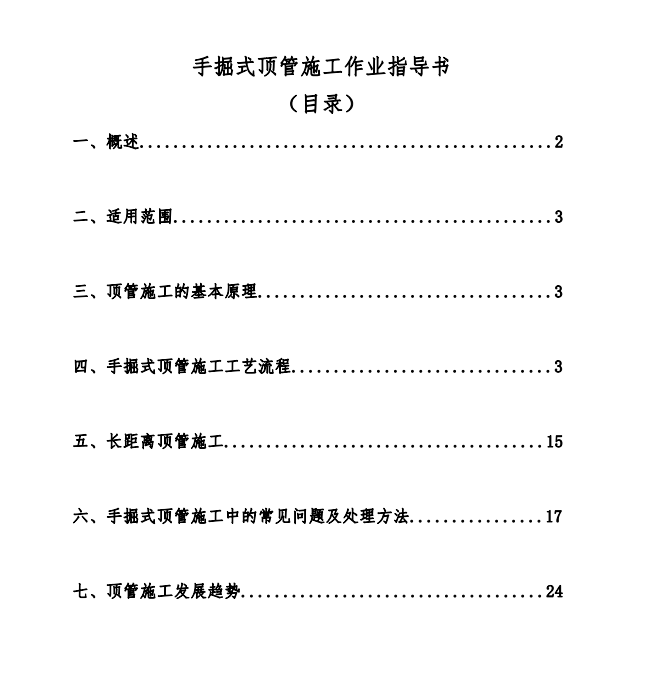 手掘式顶管施工作业指导书
（目录）
一、概述.................................................2
二、适用范围.............................................3
三、顶管施工的基本原理...................................3
四、手掘式顶管施工工艺流程...............................3
五、长距离顶管施工......................................15
六、手掘式顶管施工中的常见问题及处理方法................17
七、顶管施工发展趋势....................................24